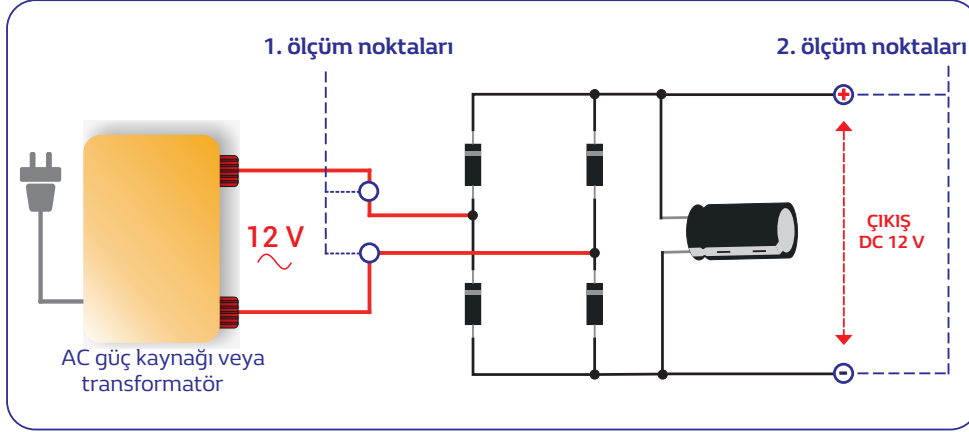 1. ölçüm noktaları
2. ölçüm noktaları
+
12 V
ÇIKIŞ
DC 12 V
AC güç kaynağı veya
transformatör
-